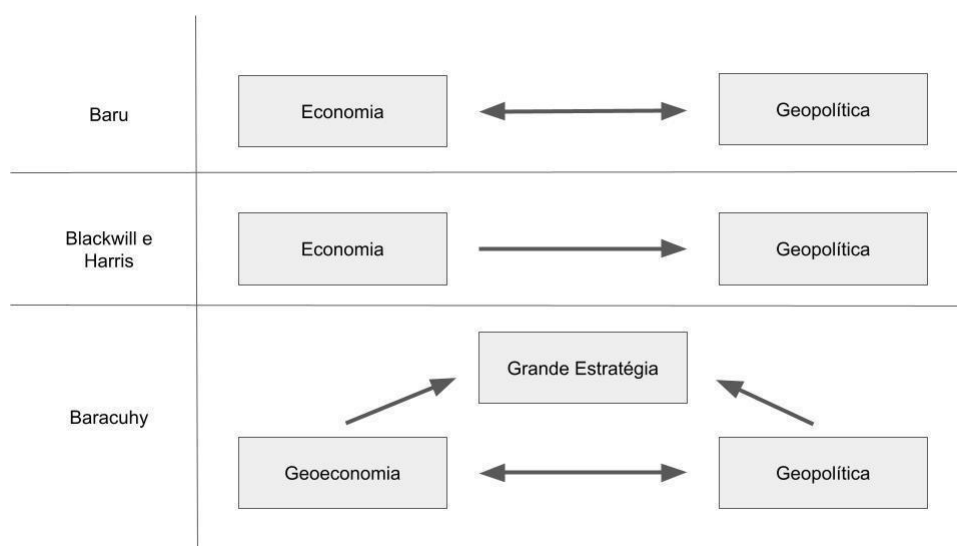 Baru
Economia
Geopolítica
Blackwill e
Harris
Economia
Geopolítica
Grande Estratégia
Baracuhy
Geoeconomia
Geopolítica